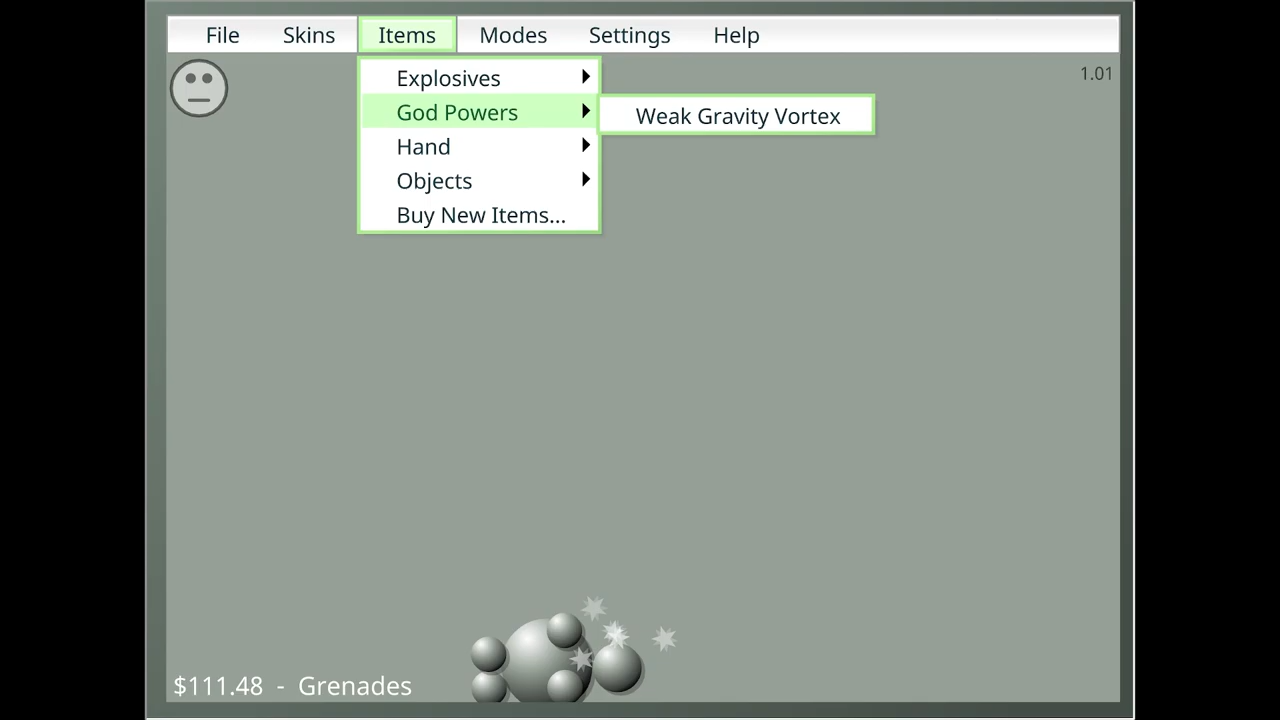 File Skins Items Modes Settings Help
1.01
Explosives
God Powers
Weak Gravity Vortex
Hand
Objects
Buy New Items...
$111.48 - Grenades